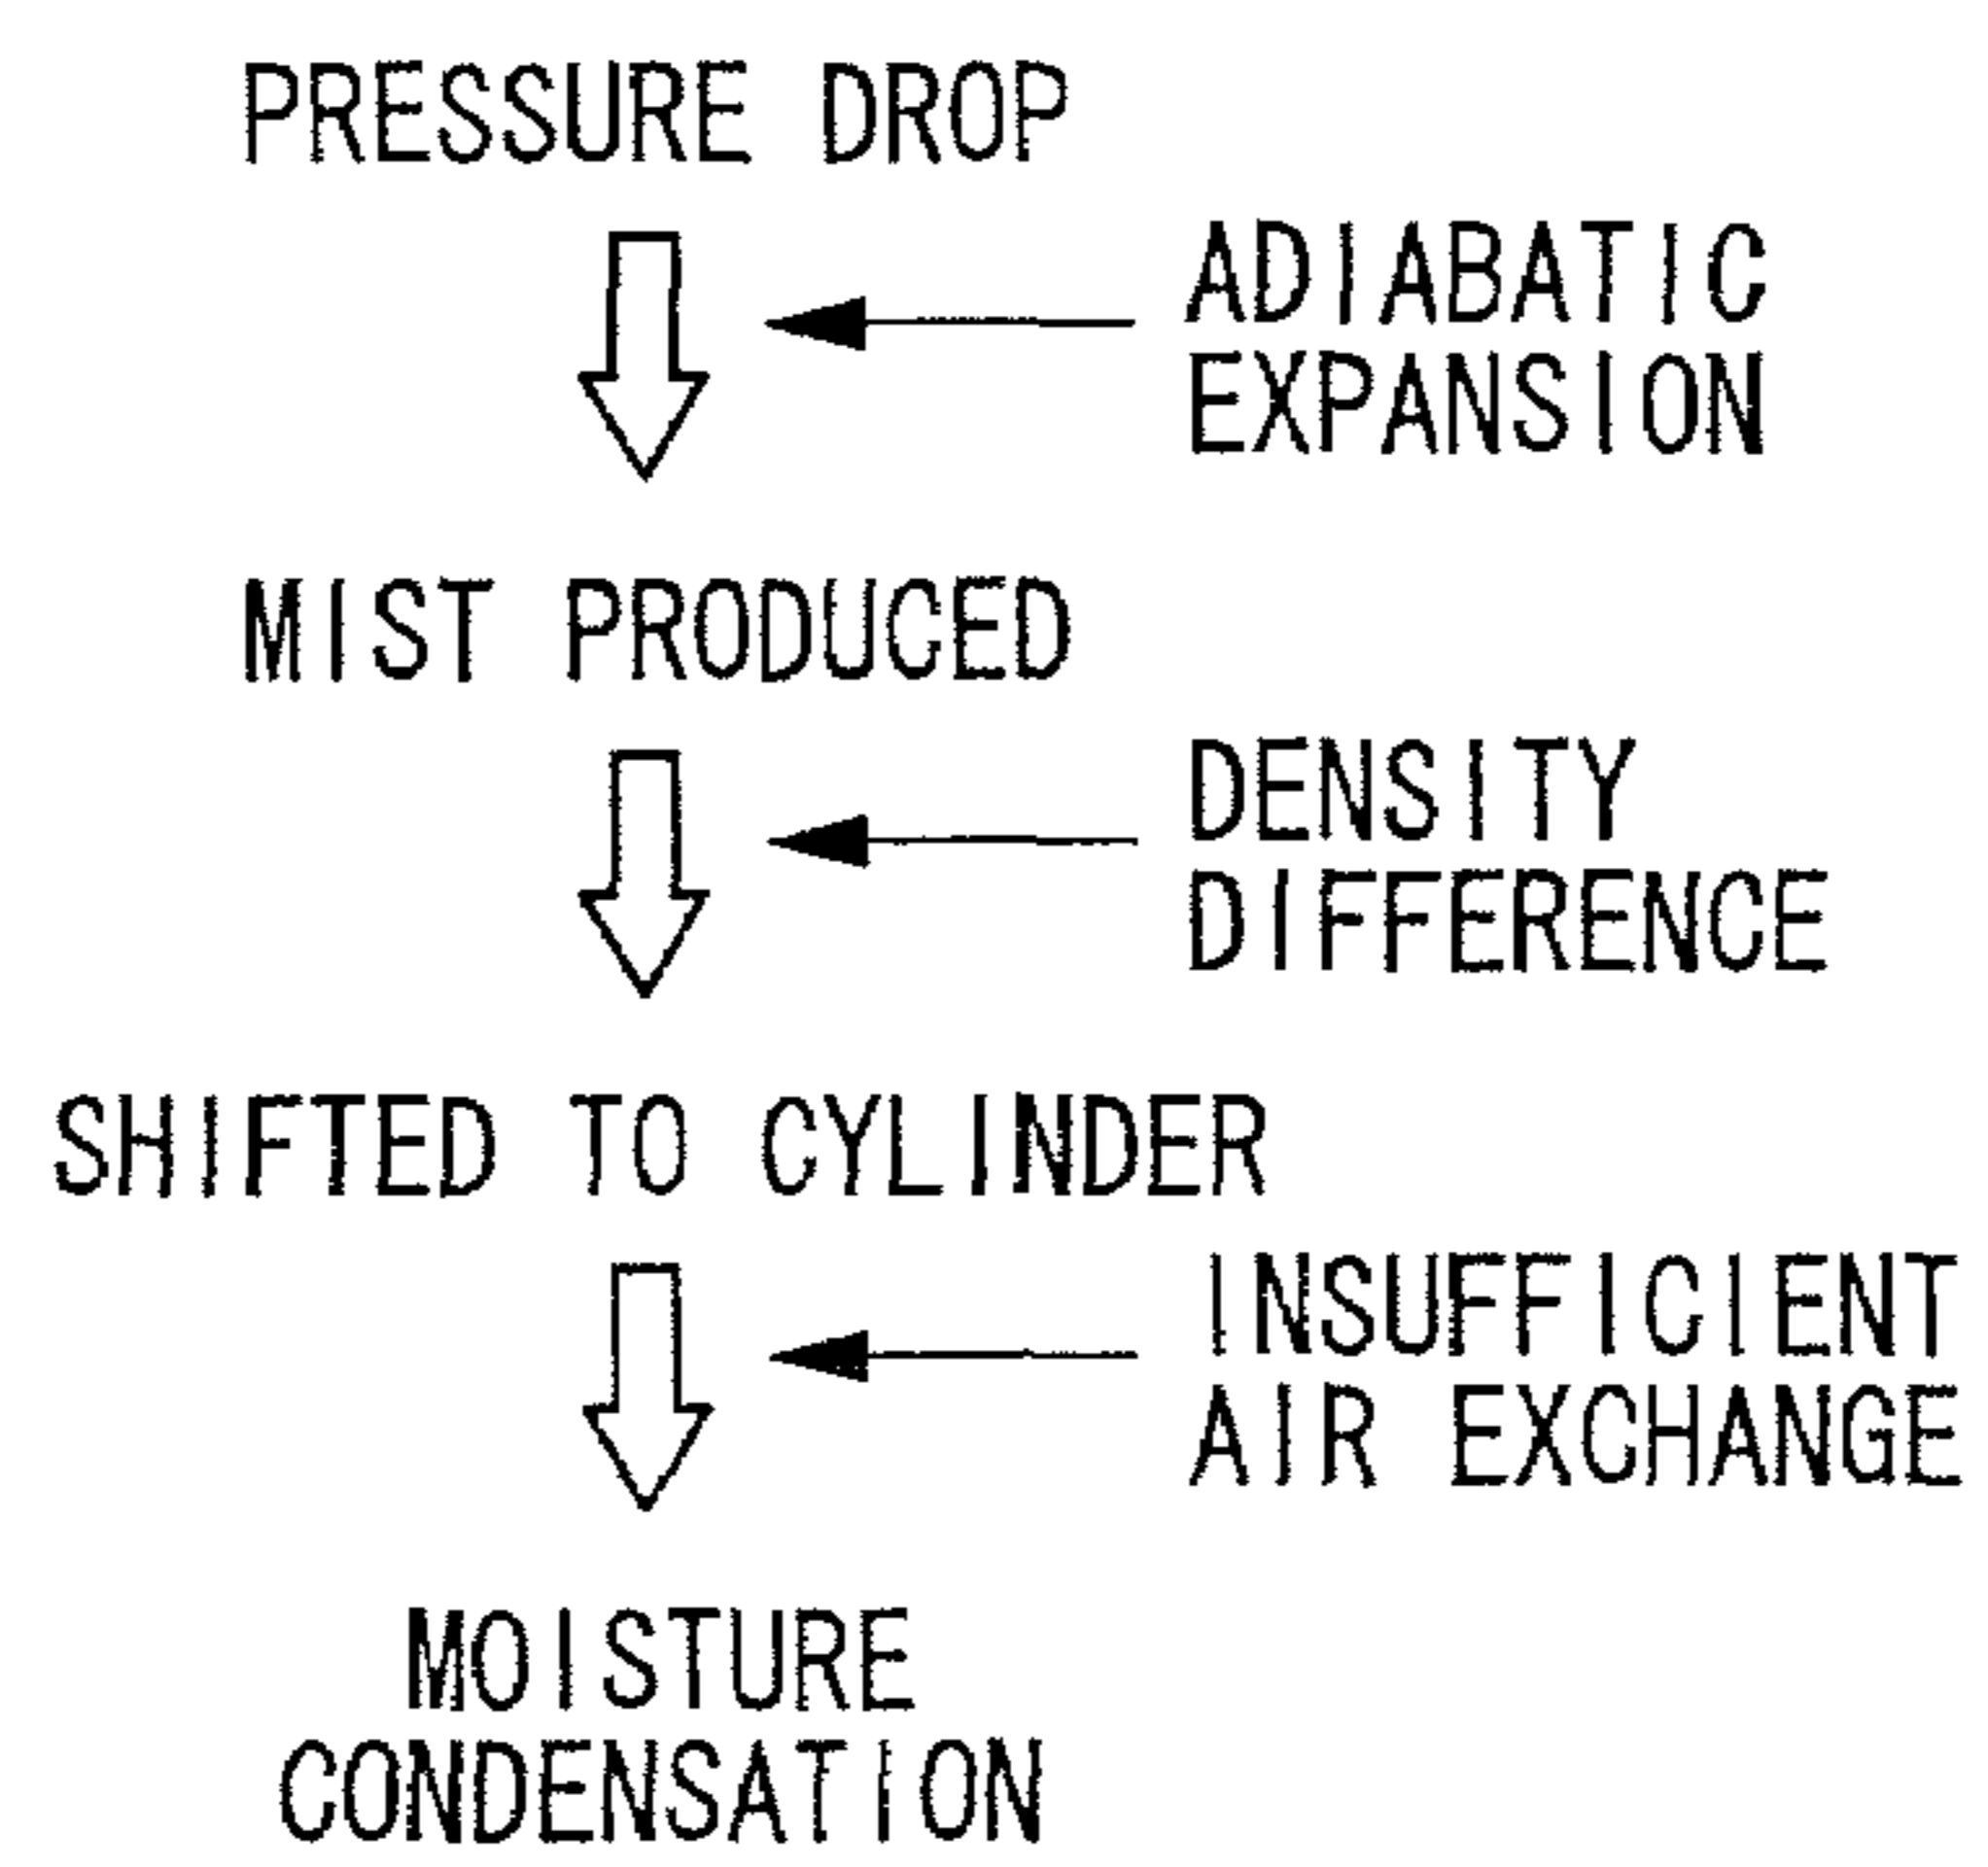 PRESSURE DROP
ADIABATIC
EXPANSION
MIST PRODUCED
DENSITY
DIFFERENCE
SHIFTED TO CYLINDER
INSUFFICIENT
AIR EXCHANGE
MOISTURE
CONDENSATION